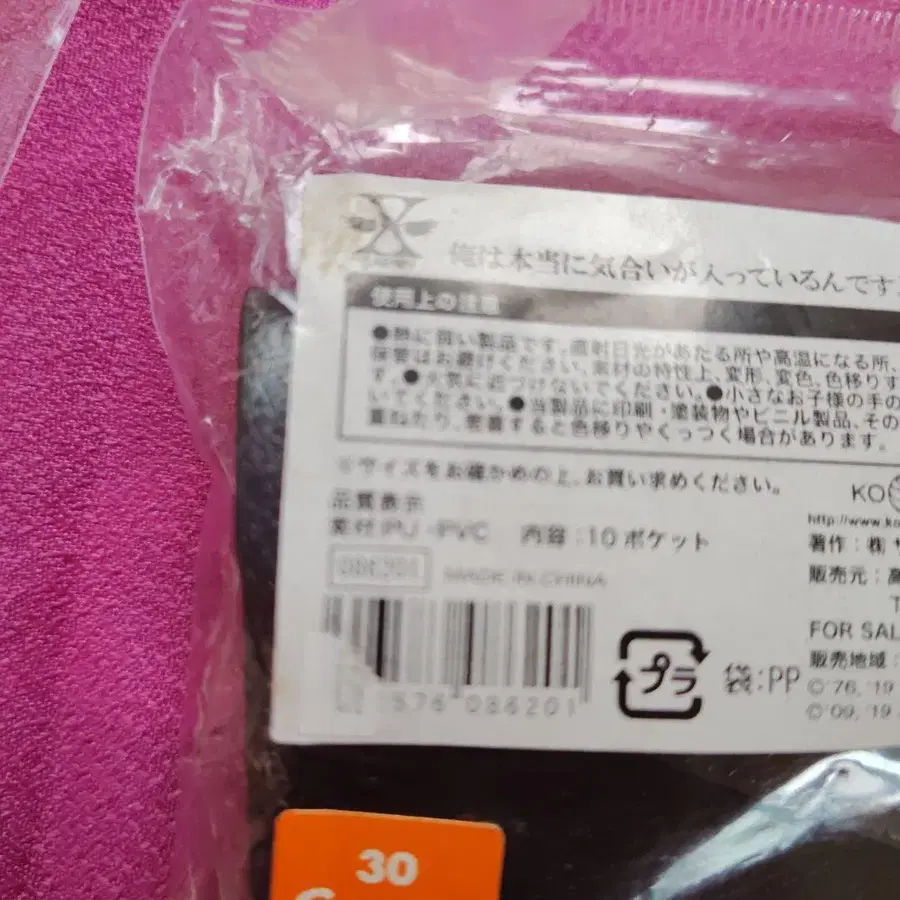 X
俺は本当に気合いが入っているんです
使用上の注意
●熱に弱い製品です。直射日光があたる所や高温になる所、
保管はお避けください。素材の特性上、変形、変色、色移りす
す。●火気に近づけないでください。●小さなお子様の手の
いてください。●当製品に印刷・塗装物やビニル製品、その
重ねたり、密着すると色移りやくっつく場合があります。
※サイズをお確かめの上、お買い求めください。
品質表示
素材:PU・PVC 内容:10ポケット
086201 MADE IN CHINA
576 086201
プラ
袋:PP
KO
http://www.ko
著作:㈱サ
販売元:高
T
FOR SAL
販売地域:
©'76, '19
©'09, '19
30